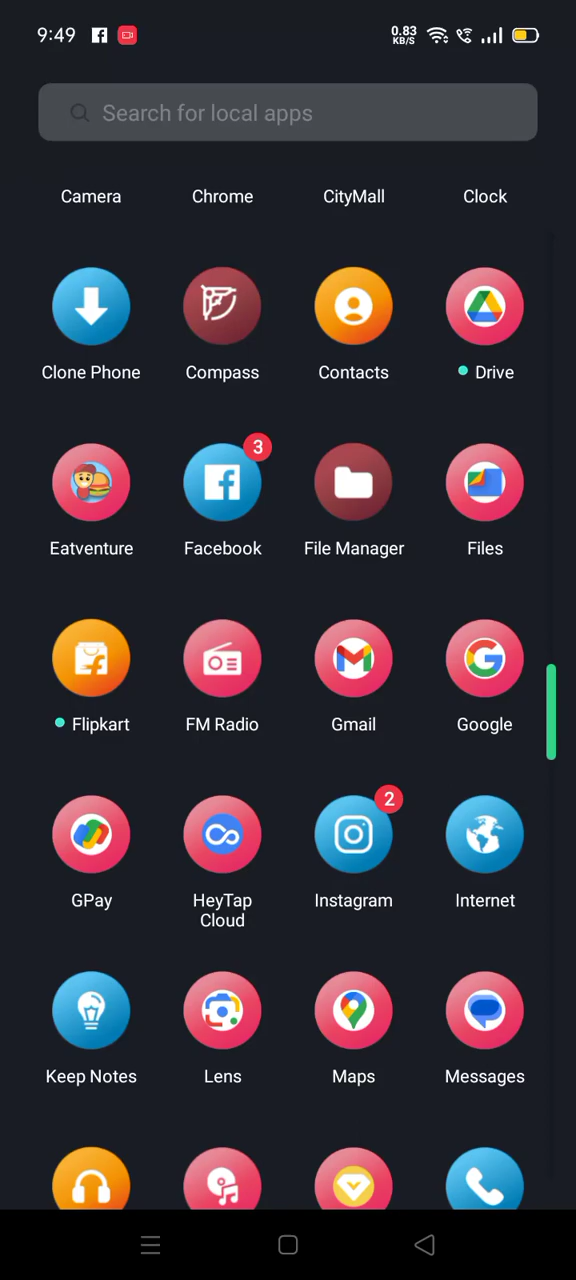 9:49
0.83
KB/S
Search for local apps
Camera Chrome CityMall Clock
Clone Phone Compass Contacts Drive
3
Eatventure Facebook File Manager Files
Flipkart FM Radio Gmail Google
2
GPay HeyTap Cloud Instagram Internet
Keep Notes Lens Maps Messages